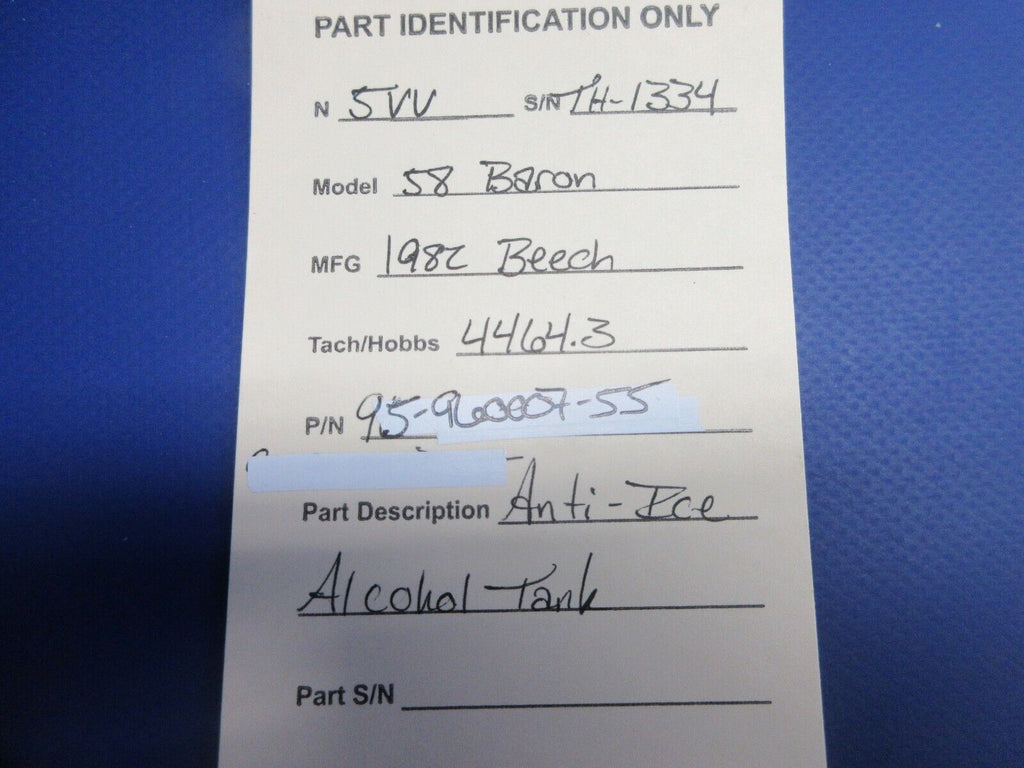 PART IDENTIFICATION ONLY
N 5VV S/N TH-1334
Model 58 Baron
MFG 1982 Beech
Tach/Hobbs 4464.3
P/N 95-960007-55
Part Description Anti-Ice
Alcohol Tank
Part S/N